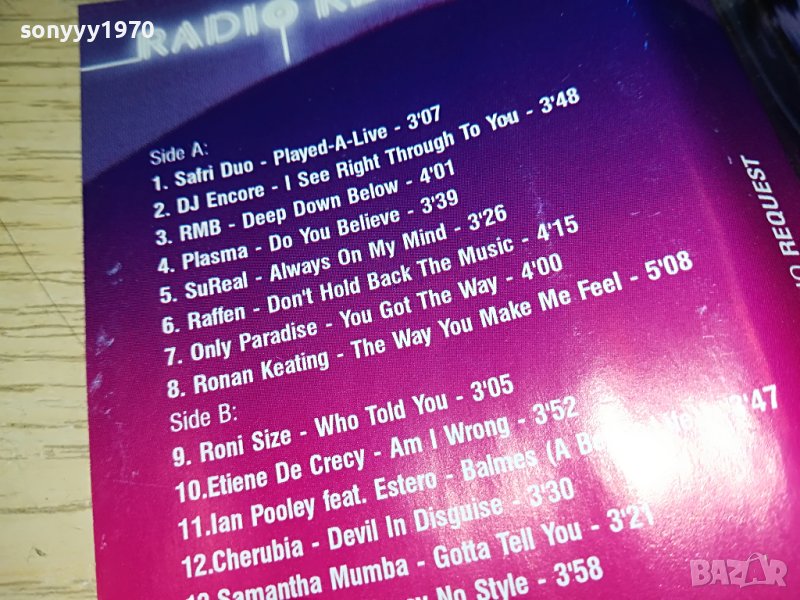 sonyyy1970
RADIO
Side A:
1. Safri Duo - Played-A-Live - 3'07
2. DJ Encore - I See Right Through To You - 3'48
3. RMB - Deep Down Below - 4'01
4. Plasma - Do You Believe - 3'39
5. SuReal - Always On My Mind - 3'26
6. Raffen - Don't Hold Back The Music - 4'15
7. Only Paradise - You Got The Way - 4'00
8. Ronan Keating - The Way You Make Me Feel - 5'08
Side B:
9. Roni Size - Who Told You - 3'05
10.Etiene De Crecy - Am I Wrong - 3'52
11.Ian Pooley feat. Estero - Balmes (A
12.Cherubia - Devil In Disguise - 3'30
Samantha Mumba - Gotta Tell You - 3'21
No Style - 3'58
REQUEST
BAZAR.bg